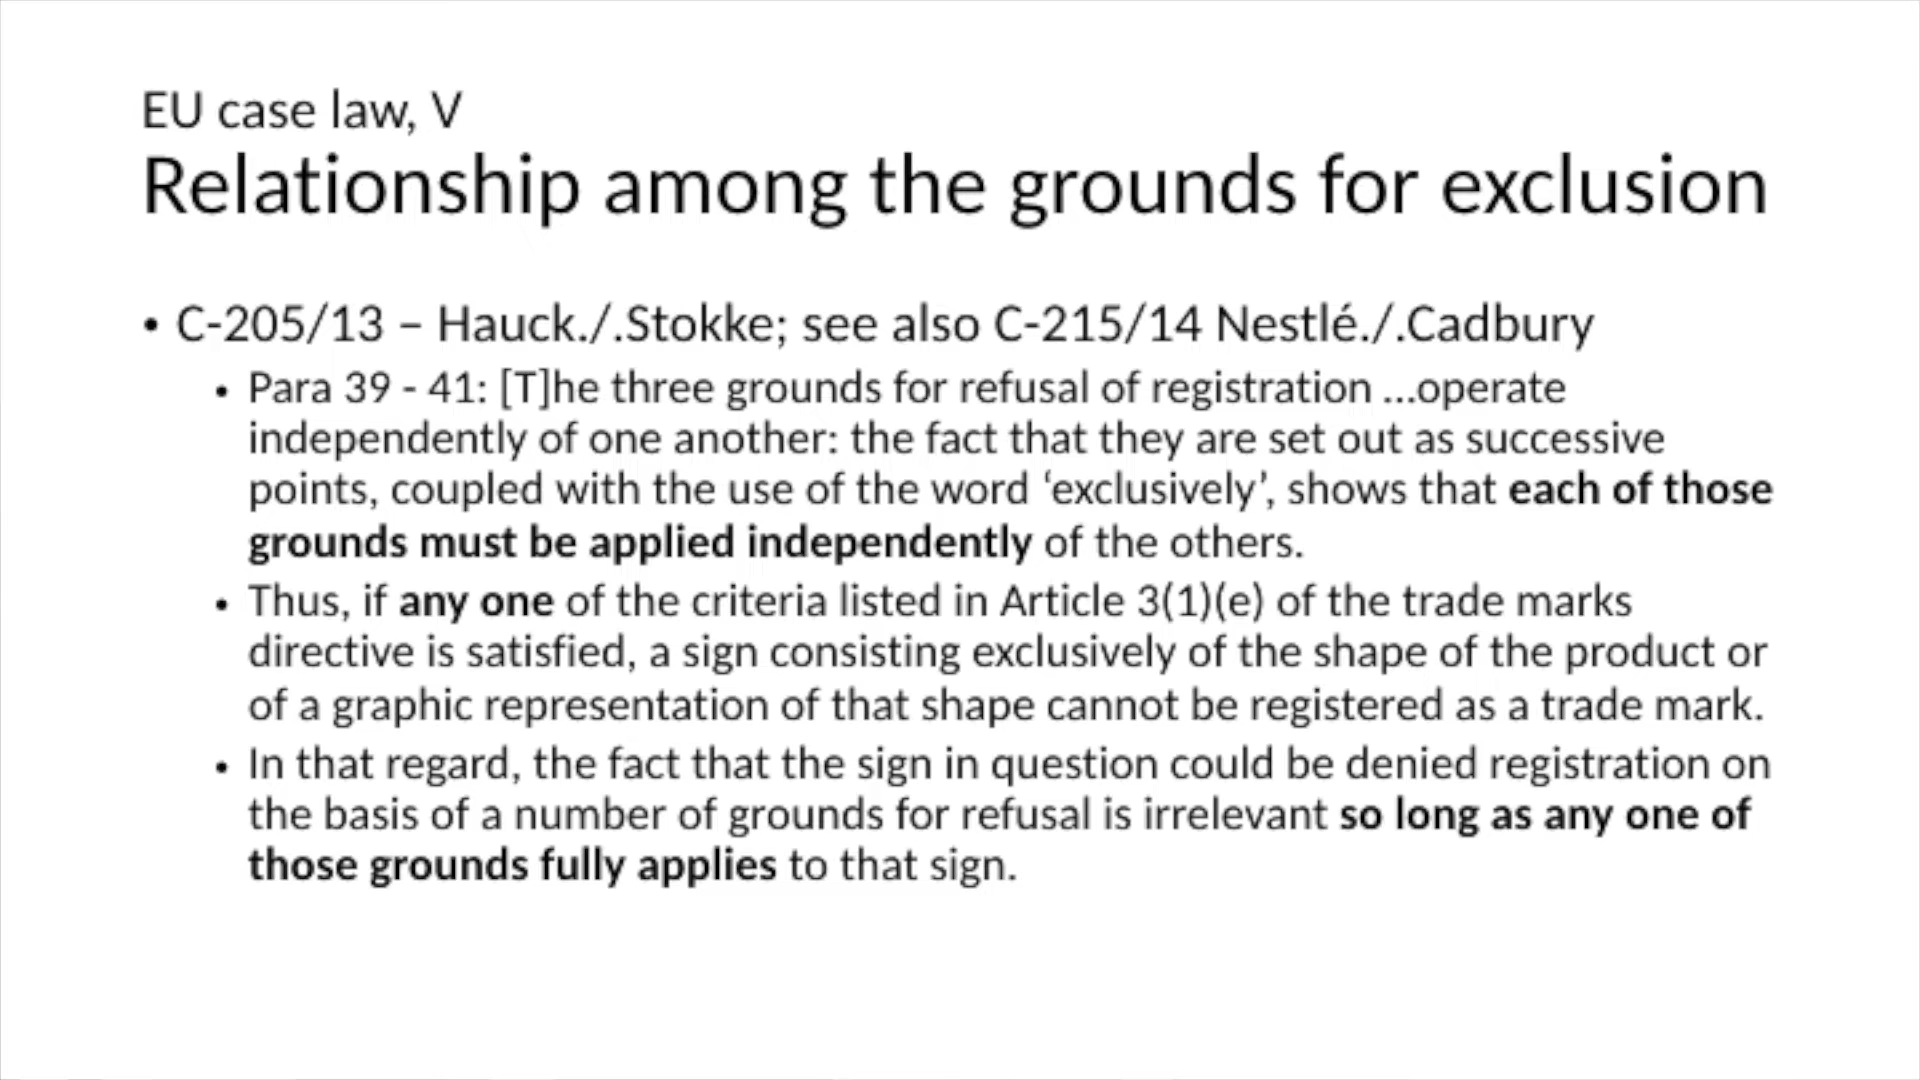 EU case law, V
Relationship among the grounds for exclusion
• C-205/13 – Hauck./.Stokke; see also C-215/14 Nestlé./.Cadbury
• Para 39 - 41: [T]he three grounds for refusal of registration ...operate
independently of one another: the fact that they are set out as successive
points, coupled with the use of the word ‘exclusively’, shows that each of those
grounds must be applied independently of the others.
• Thus, if any one of the criteria listed in Article 3(1)(e) of the trade marks
directive is satisfied, a sign consisting exclusively of the shape of the product or
of a graphic representation of that shape cannot be registered as a trade mark.
• In that regard, the fact that the sign in question could be denied registration on
the basis of a number of grounds for refusal is irrelevant so long as any one of
those grounds fully applies to that sign.